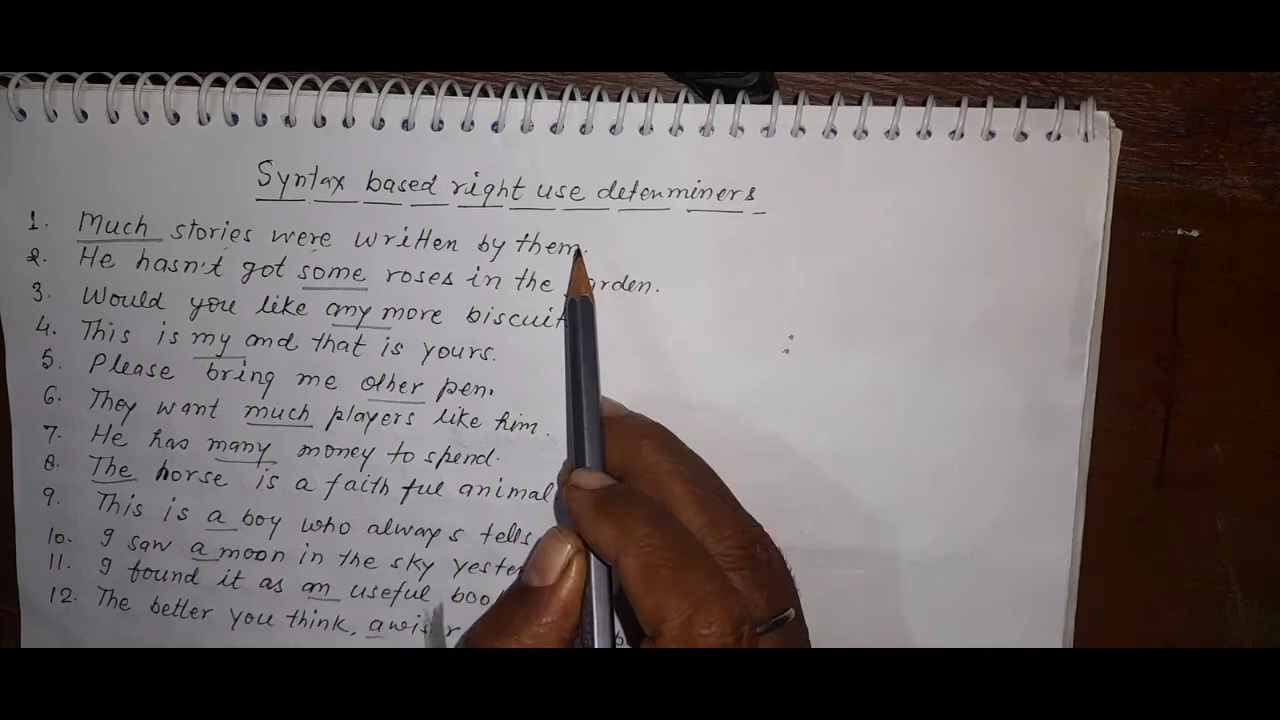 Syntax based right use determiners
1. Much stories were written by them.
2. He hasn't got some roses in the
3. Would you like any more
4. This is my and that is yours.
5. Please bring me other pen.
6. They want much players like him.
7. He has many money to spend.
8. The horse is a faithful animal
9. This is a boy who always tells
10. I saw a moon in the sky
11. I found it as an useful
12. The better you think, a